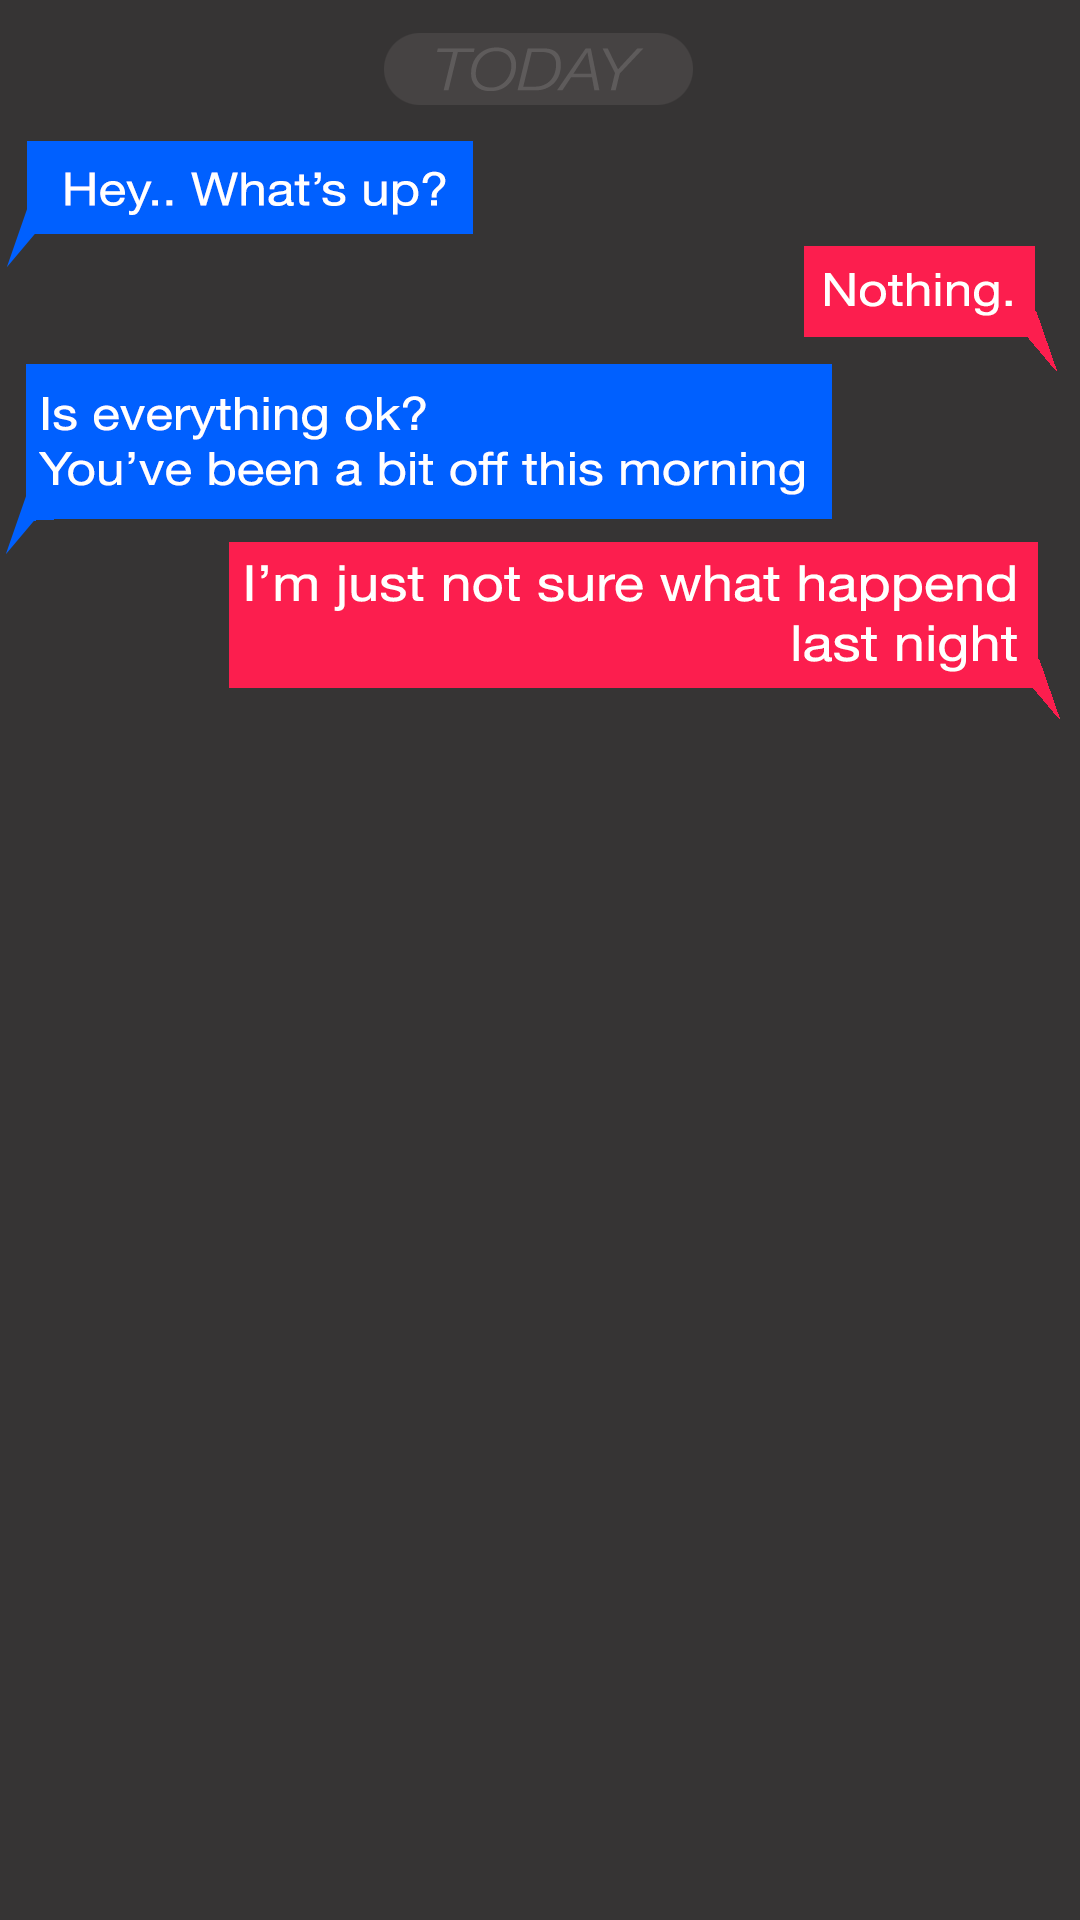 TODAY
Hey.. What’s up?
Nothing.
Is everything ok?
You’ve been a bit off this morning
I’m just not sure what happend
last night